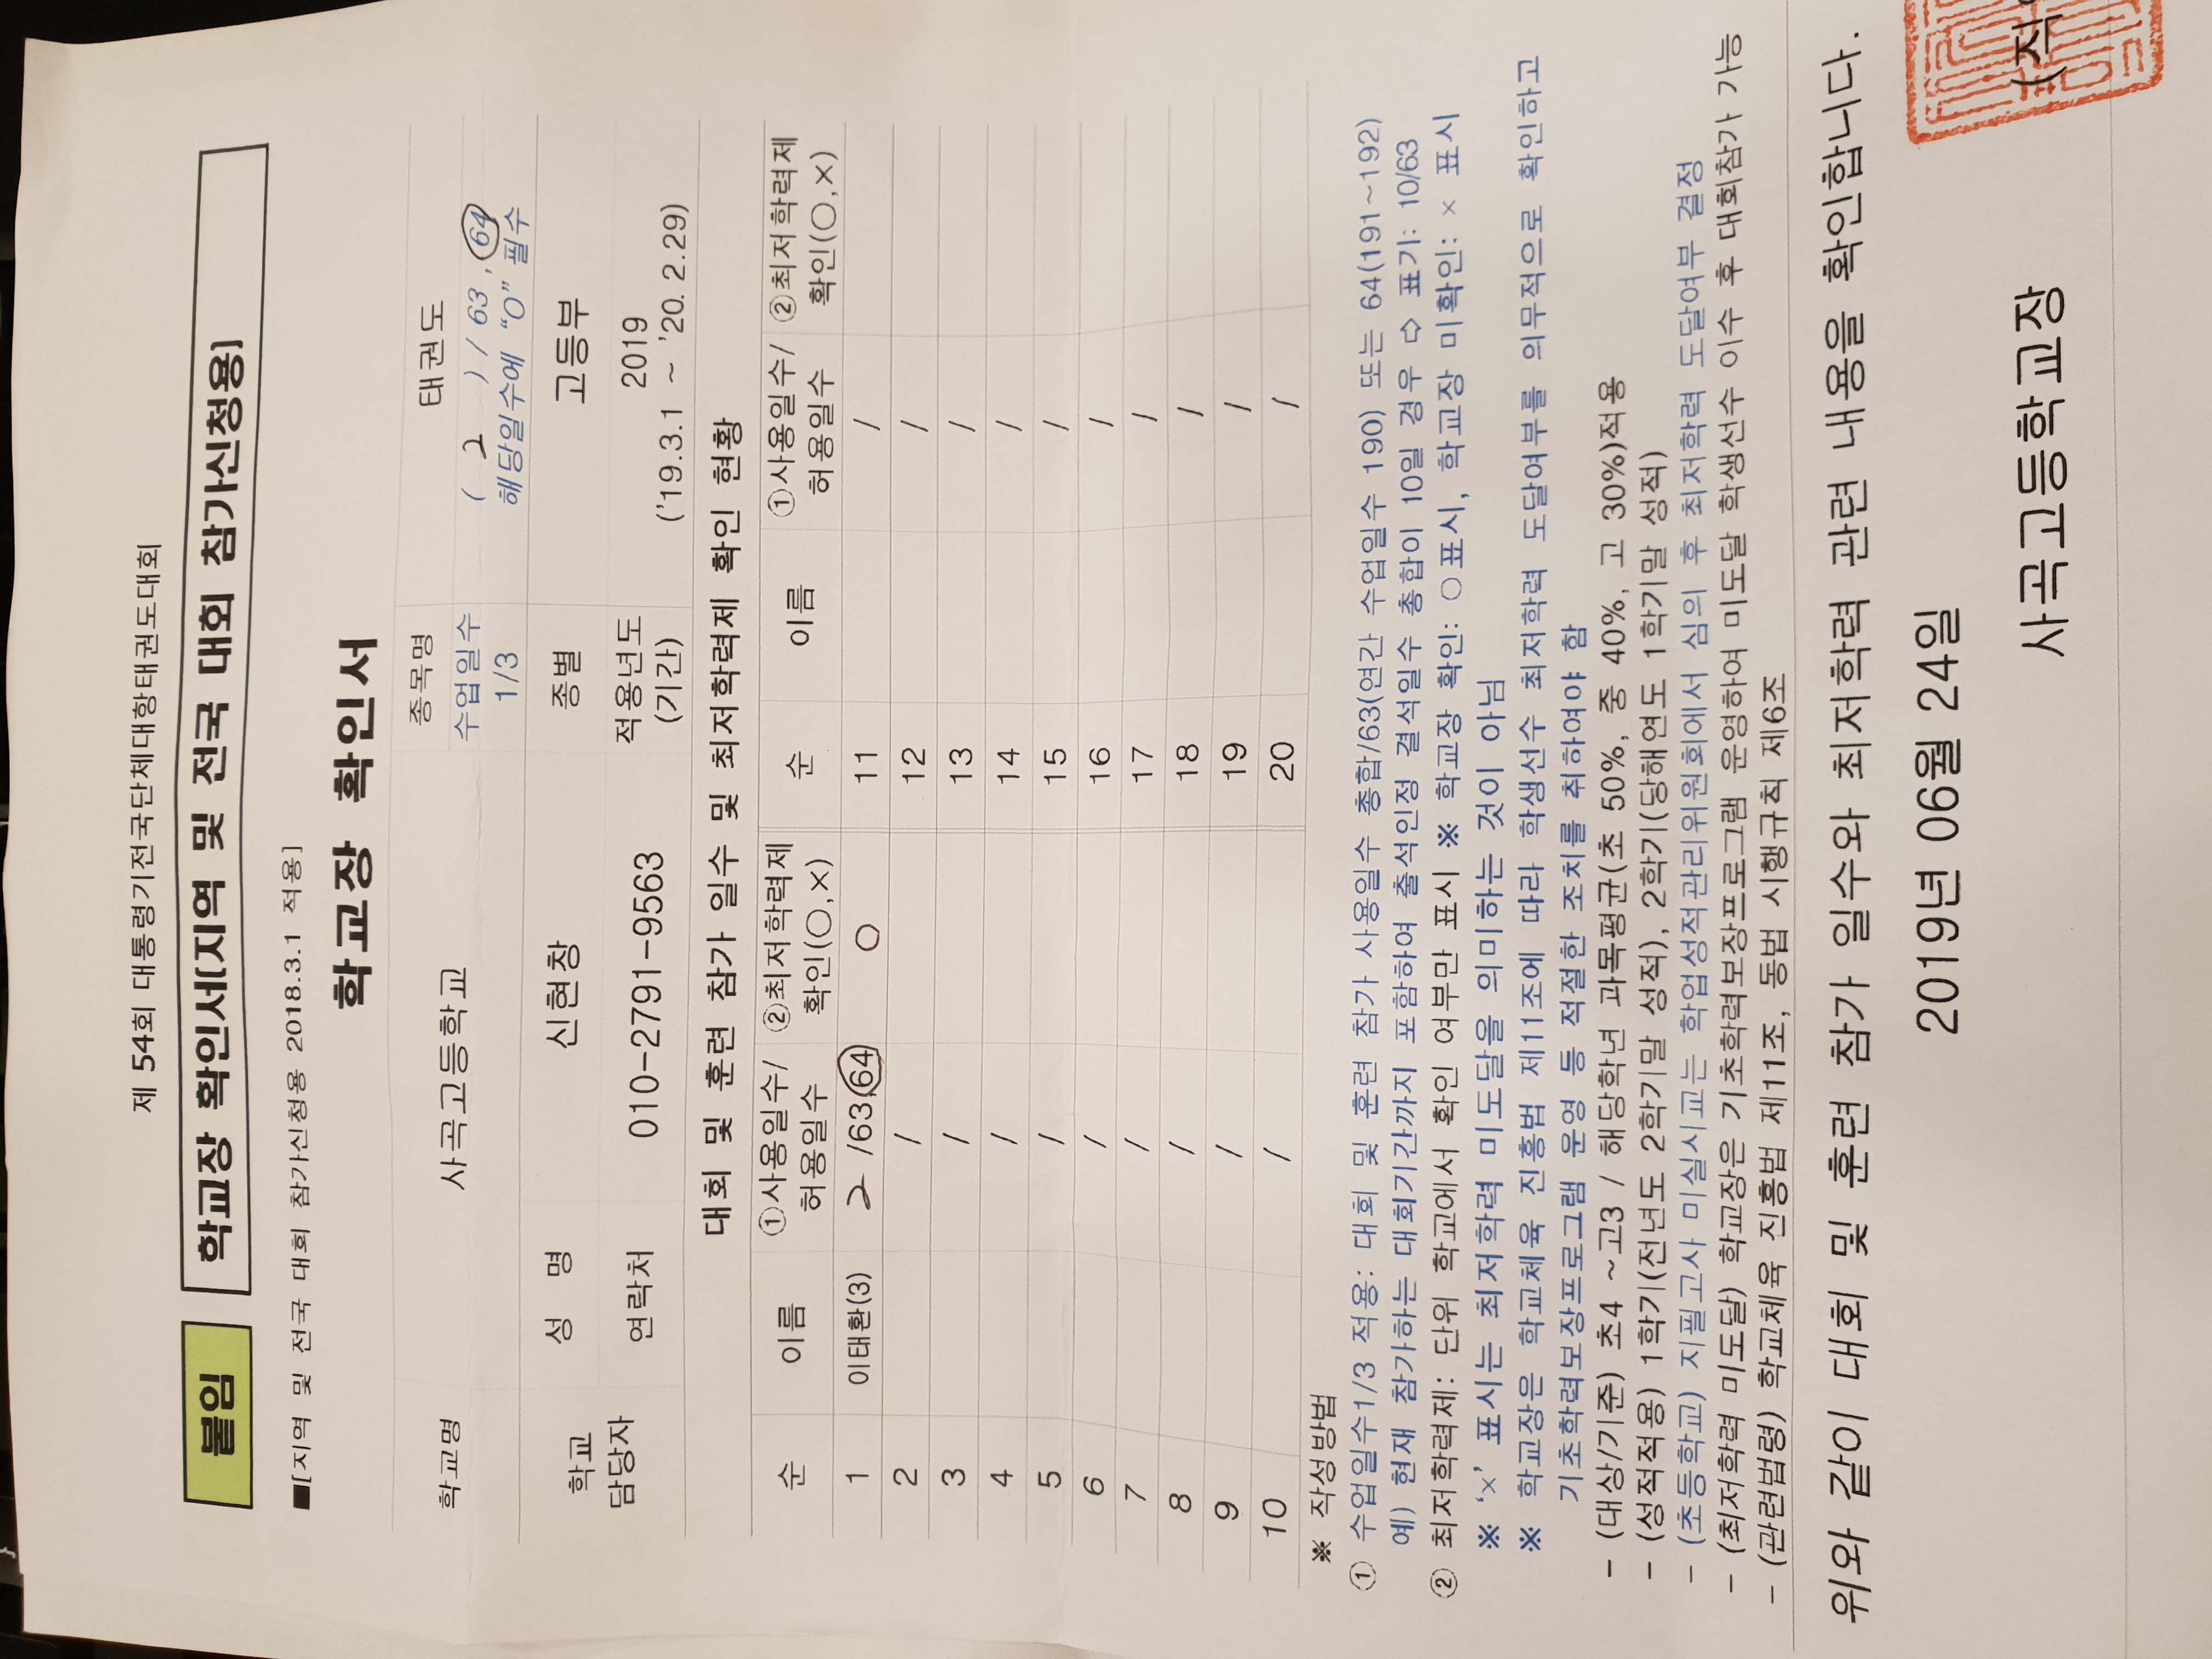 제 54회 대통령기전국단체대항태권도대회
붙임 학교장 확인서[지역 및 전국 대회 참가신청용]
■[지역 및 전국 대회 참가신청용 2018.3.1 적용]
학교장 확인서
학교명 사곡고등학교 종목명 태권도
수업일수 1/3 ( 2 ) / 63, 64
해당일수에 “O” 필수
학교 담당자 성 명 신현창 종별 고등부
연락처 010-2791-9563 적용년도 (기간) 2019
('19.3.1 ~ '20. 2.29)
대회 및 훈련 참가 일수 및 최저학력제 확인 현황
순 이름 ①사용일수/허용일수 ②최저학력제 확인(○,×) 순 이름 ①사용일수/허용일수 ②최저학력제 확인(○,×)
1 이태환(3) 2 /63 64 ○ 11 /
2 / 12 /
3 / 13 /
4 / 14 /
5 / 15 /
6 / 16 /
7 / 17 /
8 / 18 /
9 / 19 /
10 / 20 /
※ 작성방법
① 수업일수1/3 적용: 대회 및 훈련 참가 사용일수 총합/63(연간 수업일수 190) 또는 64(191~192)
예) 현재 참가하는 대회기간까지 포함하여 출석인정 결석일수 총합이 10일 경우 ⇨ 표기: 10/63
② 최저학력제: 단위 학교에서 확인 여부만 표시 ※ 학교장 확인: ○표시, 학교장 미확인: × 표시
※ ‘×’ 표시는 최저학력 미도달을 의미하는 것이 아님
※ 학교장은 학교체육 진흥법 제11조에 따라 학생선수 최저학력 도달여부를 의무적으로 확인하고
기초학력보장프로그램 운영 등 적절한 조치를 취하여야 함
- (대상/기준) 초4 ~고3 / 해당학년 과목평균(초 50%, 중 40%, 고 30%)적용
- (성적적용) 1학기(전년도 2학기말 성적), 2학기(당해연도 1학기말 성적)
- (초등학교) 지필고사 미실시교는 학업성적관리위원회에서 심의 후 최저학력 도달여부 결정
- (최저학력 미도달) 학교장은 기초학력보장프로그램 운영하여 미도달 학생선수 이수 후 대회참가 가능
- (관련법령) 학교체육 진흥법 제11조, 동법 시행규칙 제6조
위와 같이 대회 및 훈련 참가 일수와 최저학력 관련 내용을 확인합니다.
2019년 06월 24일
사곡고등학교장 (직